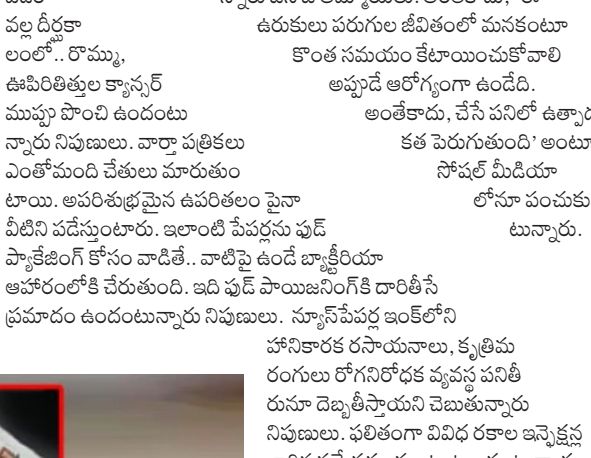 వల్ల దీర్ఘకా
లంలో.. రొమ్ము,
ఊపిరితిత్తుల క్యాన్సర్
ముప్పు పొంచి ఉందంటు
న్నారు నిపుణులు. వార్తా పత్రికలు
ఎంతోమంది చేతులు మారుతుం
టాయి. అపరిశుభ్రమైన ఉపరితలం పైనా
వీటిని పడేస్తుంటారు. ఇలాంటి పేపర్లను ఫుడ్
ప్యాకేజింగ్ కోసం వాడితే.. వాటిపై ఉండే బ్యాక్టీరియా
ఆహారంలోకి చేరుతుంది. ఇది ఫుడ్ పాయిజనింగ్‌కి దారితీసే
ప్రమాదం ఉందంటున్నారు నిపుణులు. న్యూస్‌పేపర్ల ఇంక్‌లోని
హానికారక రసాయనాలు, కృత్రిమ
రంగులు రోగనిరోధక వ్యవస్థ పనితీ
రునూ దెబ్బతీస్తాయని చెబుతున్నారు
నిపుణులు. ఫలితంగా వివిధ రకాల ఇన్ఫెక్షన్ల
ఉరుకులు పరుగుల జీవితంలో మనకంటూ
కొంత సమయం కేటాయించుకోవాలి
అప్పుడే ఆరోగ్యంగా ఉండేది.
అంతేకాదు, చేసే పనిలో ఉత్పాద
కత పెరుగుతుంది' అంటూ
సోషల్ మీడియా
లోనూ పంచుకు
టున్నారు.